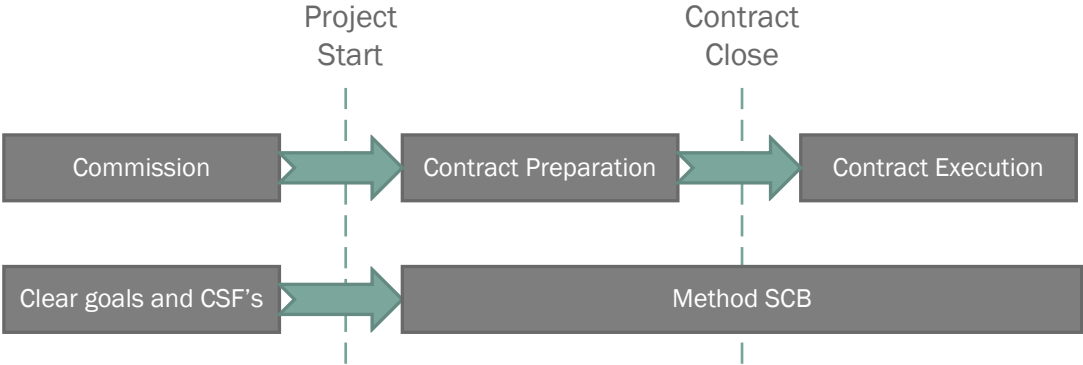 Project
Start
Contract
Close
Commission
Contract Preparation
Contract Execution
Clear goals and CSF's
Method SCB